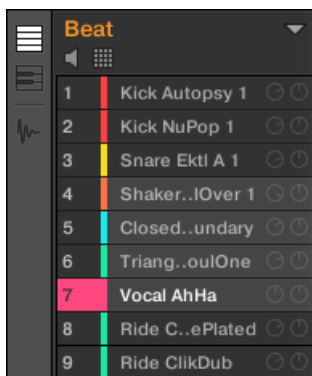 Beat
1 Kick Autopsy 1
2 Kick NuPop 1
3 Snare Ektl A 1
4 Shaker..lOver 1
5 Closed..undary
6 Triang..oulOne
7 Vocal AhHa
8 Ride C..ePlated
9 Ride ClikDub